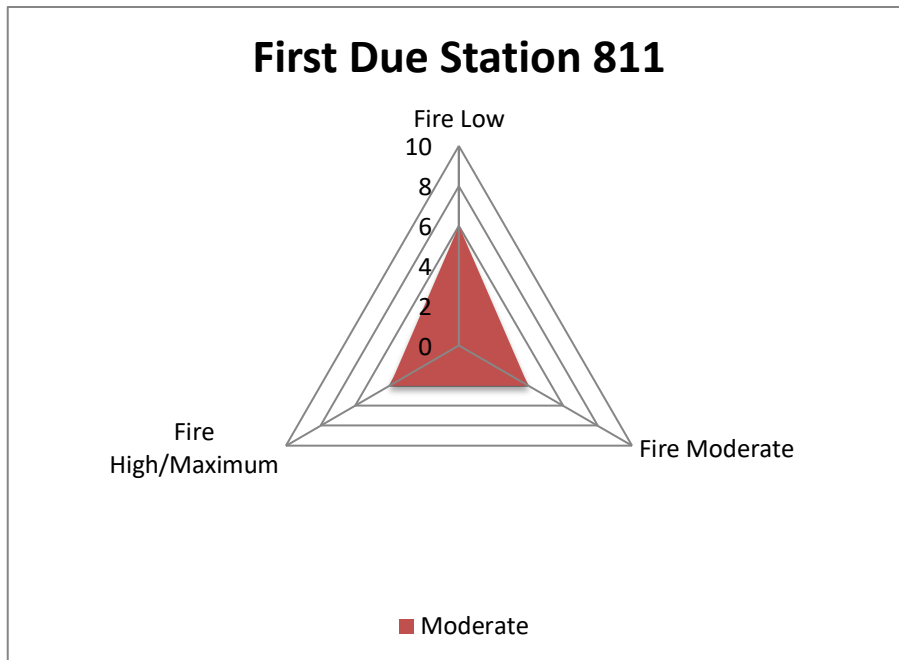 First Due Station 811
Fire Low
10
8
6
4
2
0
Fire
High/Maximum
Fire Moderate
Moderate